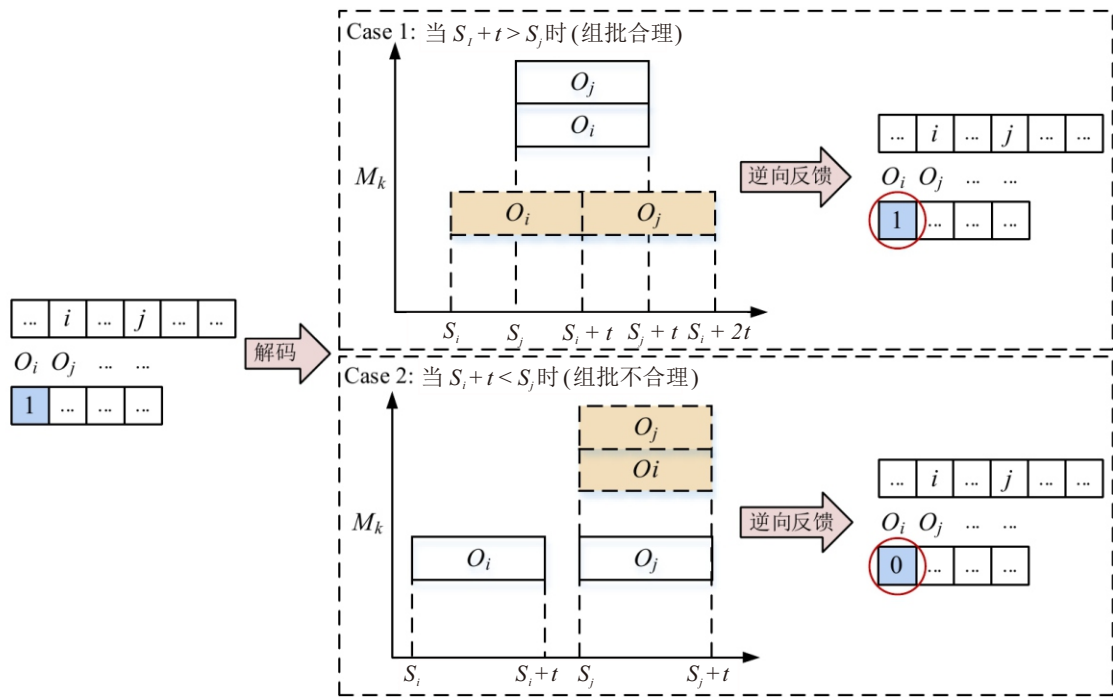 Case 1: 当 S_I + t > S_j 时 (组批合理)
O_j
O_i
M_k
O_i O_j
S_i S_j S_i + t S_j + t S_i + 2t
逆向反馈
... i ... j ... ...
O_i O_j ... ...
1 ... ... ...
... i ... j ... ...
O_i O_j ... ...
1 ... ... ...
解码
Case 2: 当 S_i + t < S_j 时 (组批不合理)
O_j
Oi
M_k
O_i O_j
S_i S_i + t S_j S_j + t
逆向反馈
... i ... j ... ...
O_i O_j ... ...
0 ... ... ...